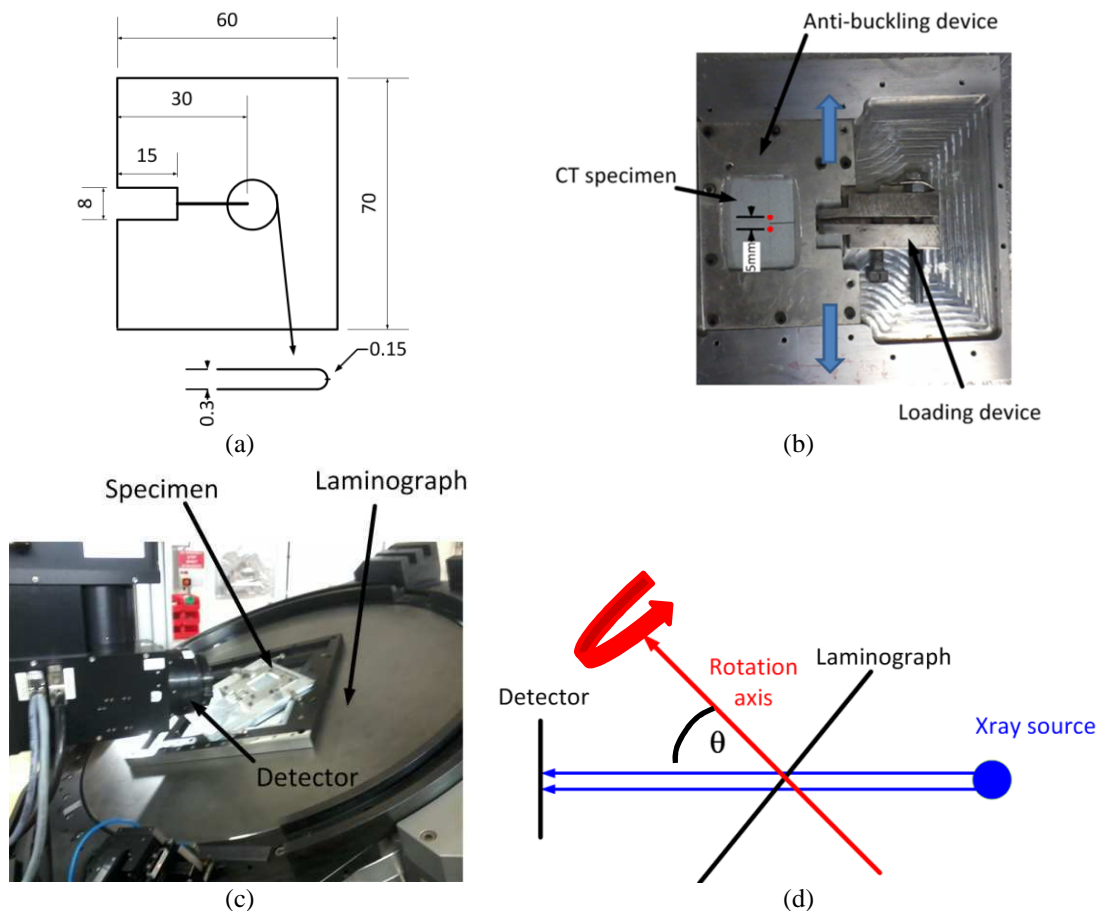 60
30
15
8
70
0.15
0.3
(a)
Anti-buckling device
CT specimen
5mm
Loading device
(b)
Specimen
Laminograph
Detector
(c)
Rotation
axis
Laminograph
Detector
θ
Xray source
(d)